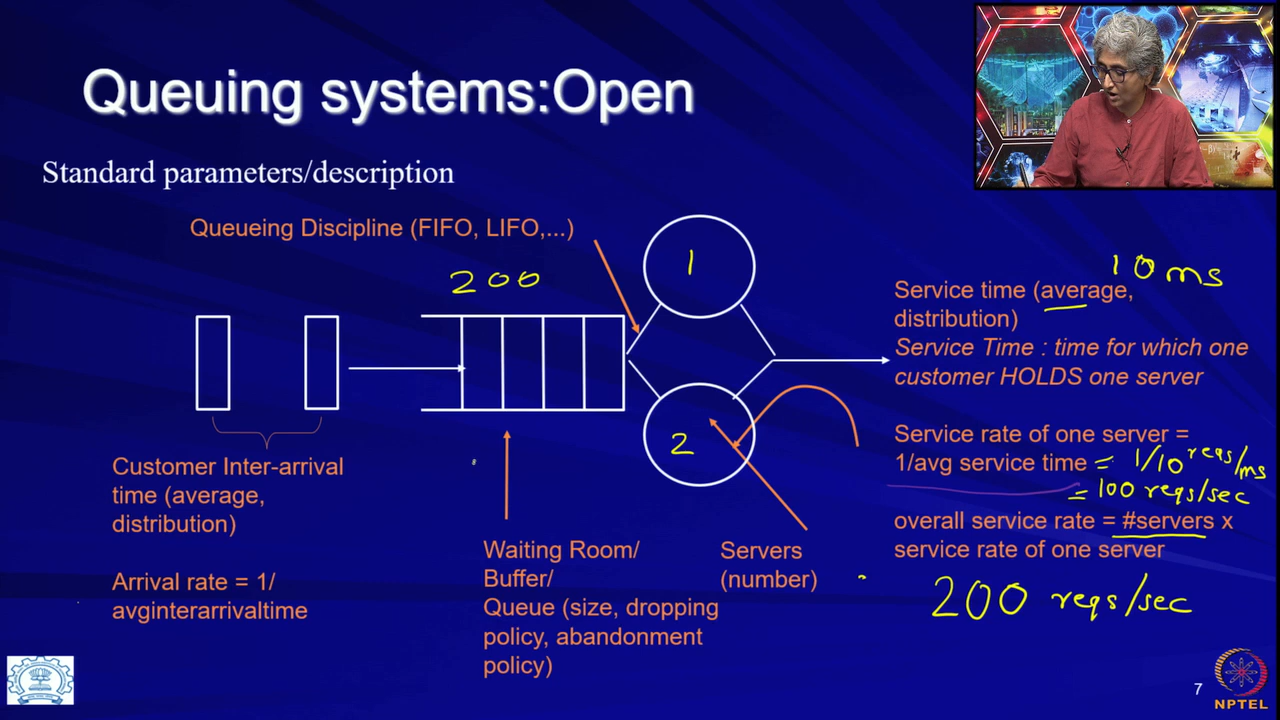 Queuing systems:Open
Standard parameters/description
Queueing Discipline (FIFO, LIFO,...)
200
1
2
10 ms
Service time (average,
distribution)
Service Time : time for which one
customer HOLDS one server
Service rate of one server =
1/avg service time = 1/10 reqs/ms
= 100 reqs/sec
overall service rate = #servers x
service rate of one server
200 reqs/sec
Customer Inter-arrival
time (average,
distribution)
Arrival rate = 1/
avginterarrivaltime
Waiting Room/
Buffer/
Queue (size, dropping
policy, abandonment
policy)
Servers
(number)
7
NPTEL